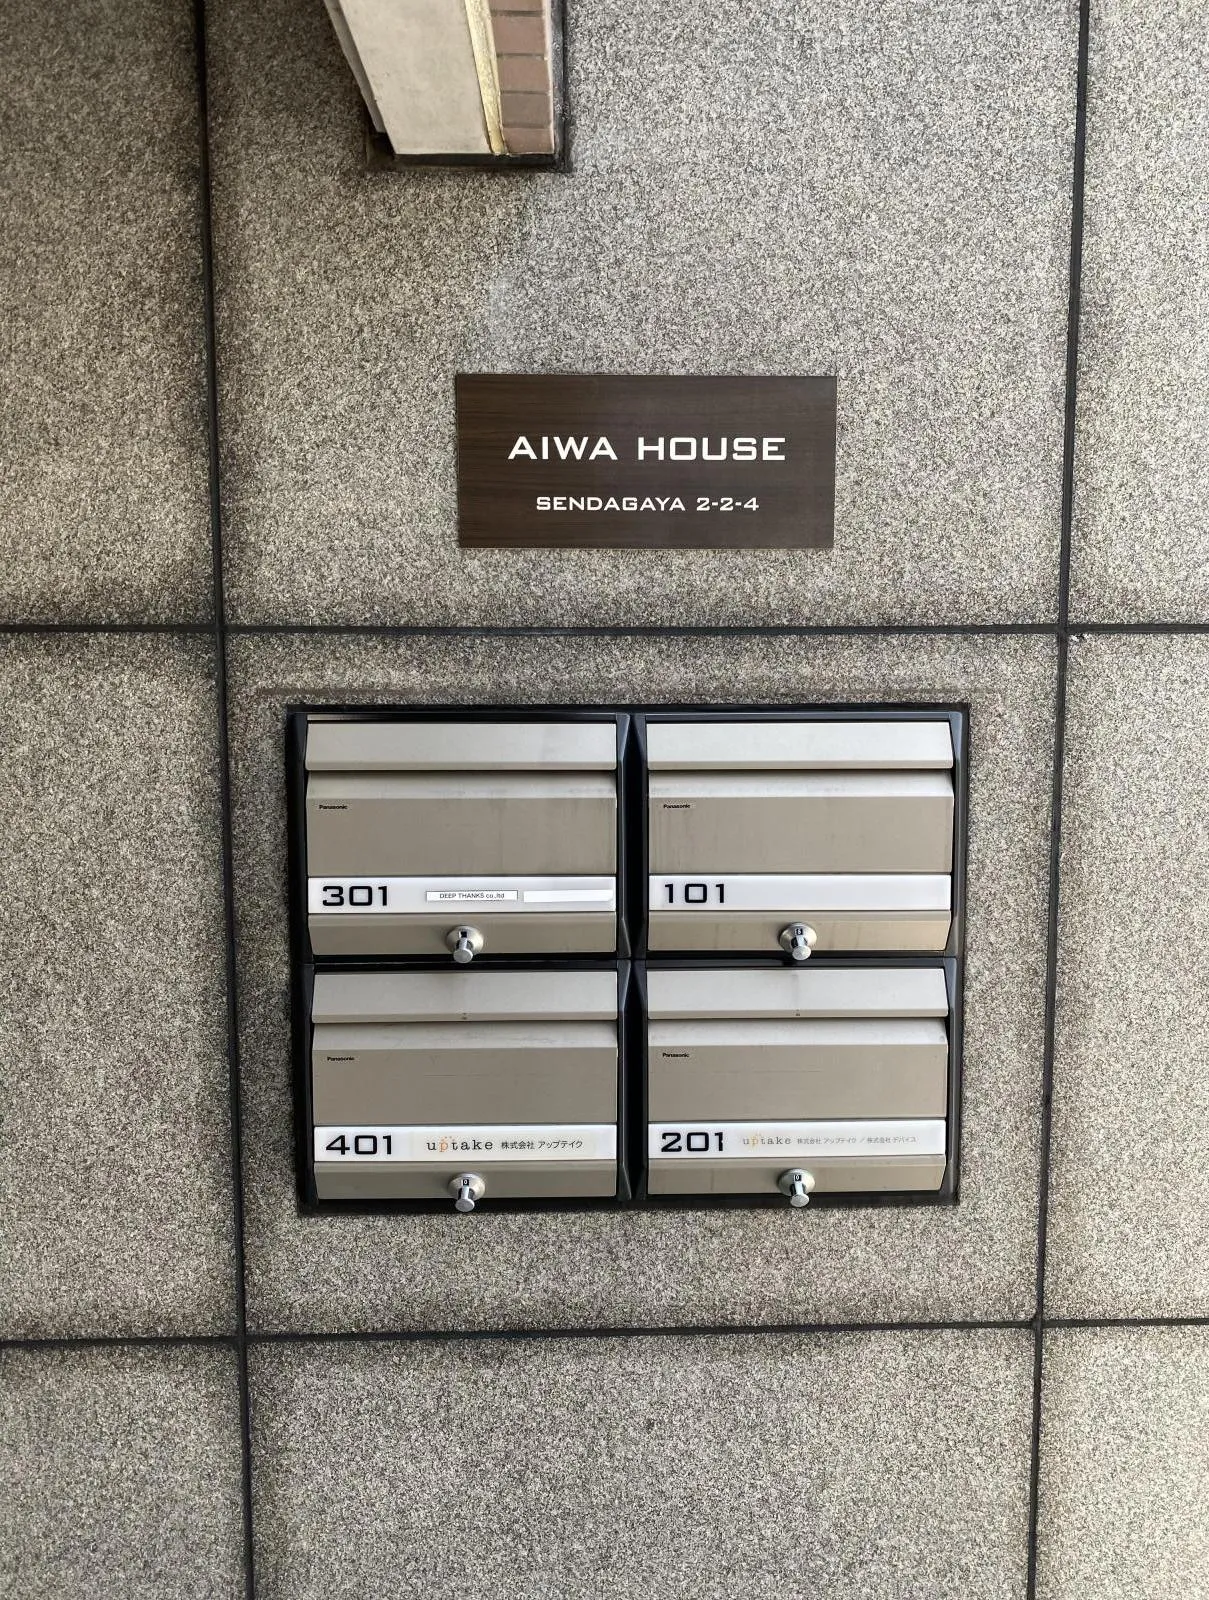 AIWA HOUSE
SENDAGAYA 2-2-4
Panasonic
301 DEEP THANKS co.,ltd
Panasonic
101
Panasonic
401 uptake 株式会社 アップテイク
Panasonic
201 uptake 株式会社 アップテイク / 株式会社 デバイス